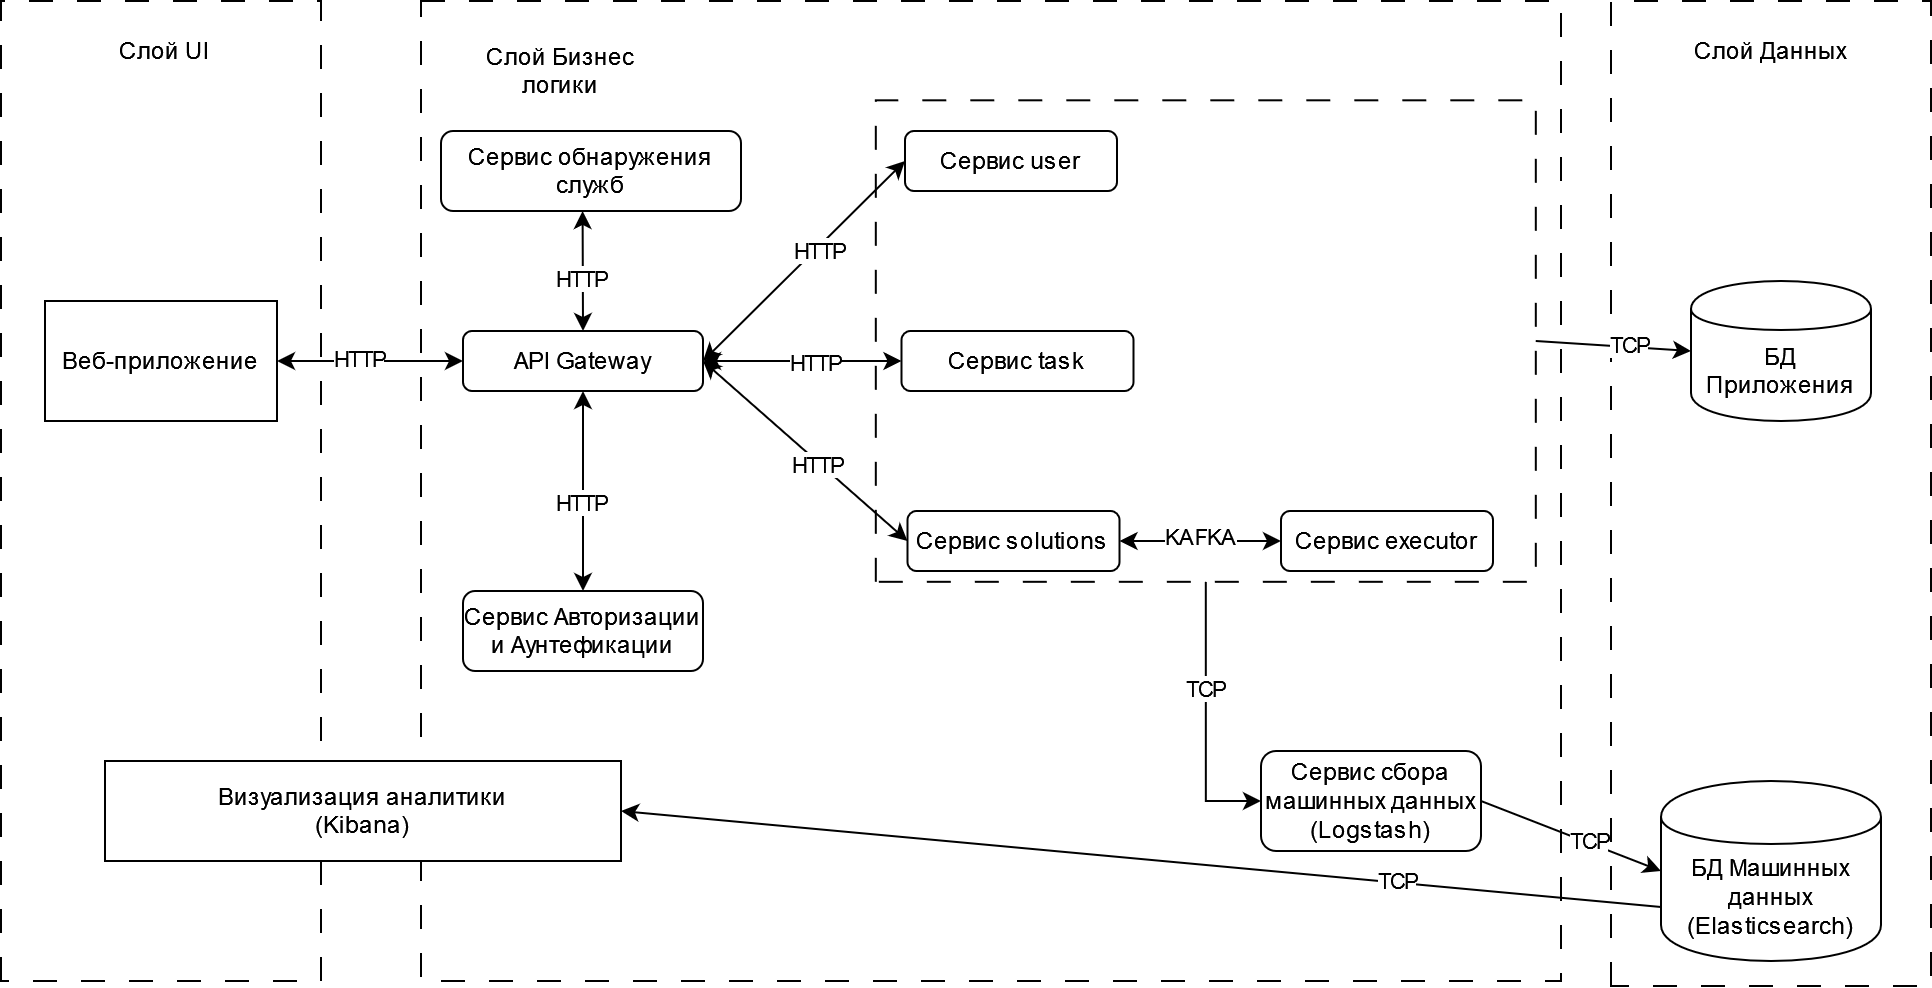 Слой UI
Слой Бизнес
логики
Слой Данных
Сервис обнаружения
служб
Сервис user
HTTP
HTTP
Веб-приложение
HTTP
API Gateway
HTTP
Сервис task
TCP
БД
Приложения
HTTP
HTTP
Сервис solutions
KAFKA
Сервис executor
Сервис Авторизации
и Аунтефикации
TCP
Визуализация аналитики
(Kibana)
Сервис сбора
машинных данных
(Logstash)
TCP
TCP
БД Машинных
данных
(Elasticsearch)